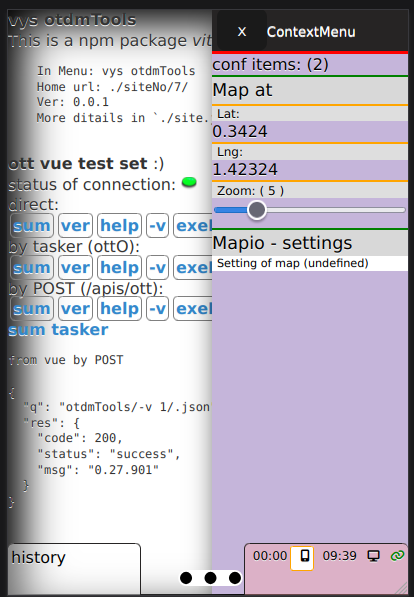 vys otdmTools
This is a npm package vit
In Menu: vys otdmTools
Home url: ./siteNo/7/
Ver: 0.0.1
More ditails in `./site.
ott vue test set :)
status of connection:
direct:
sum ver help -v exe
by tasker (ottO):
sum ver help -v exe
by POST (/apis/ott):
sum ver help -v exe
sum tasker
from vue by POST
{
"q": "otdmTools/-v 1/.json
"res": {
"code": 200,
"status": "success",
"msg": "0.27.901"
}
}
history
x ContextMenu
conf items: (2)
Map at
Lat:
0.3424
Lng:
1.42324
Zoom: ( 5 )
Mapio - settings
Setting of map (undefined)
00:00 09:39